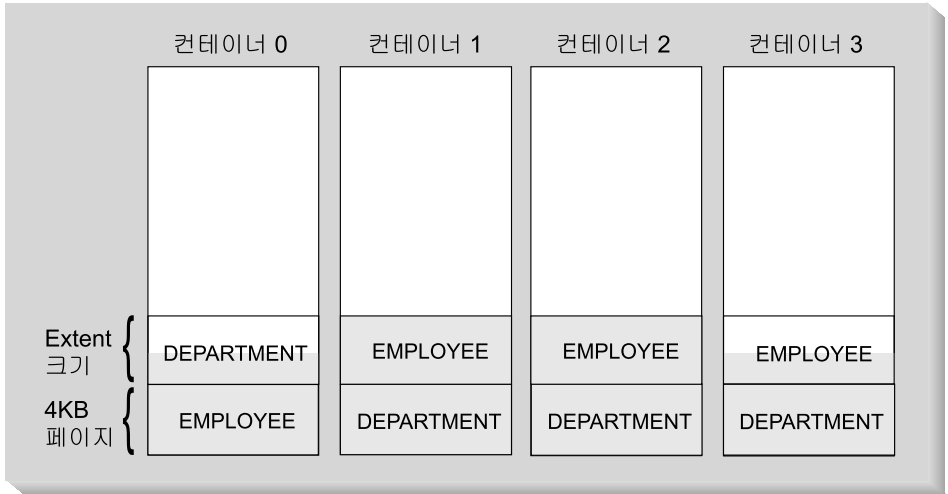 컨테이너 0 컨테이너 1 컨테이너 2 컨테이너 3
Extent
크기
DEPARTMENT EMPLOYEE EMPLOYEE EMPLOYEE
4KB
페이지
EMPLOYEE DEPARTMENT DEPARTMENT DEPARTMENT